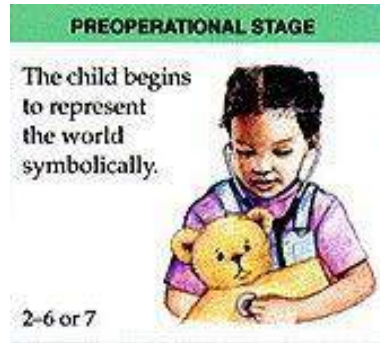 PREOPERATIONAL STAGE
The child begins
to represent
the world
symbolically.
2–6 or 7